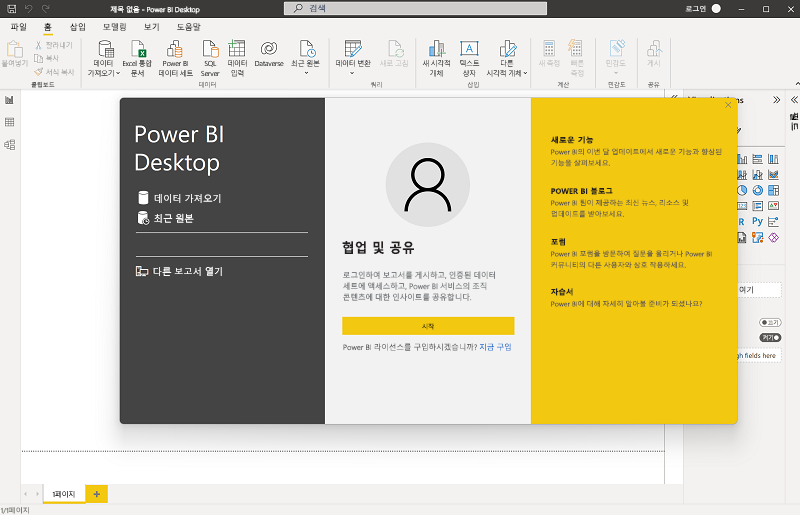 제목 없음 - Power BI Desktop
검색
로그인
파일
홈
삽입
모델링
보기
도움말
붙여넣기
잘라내기
복사
서식 복사
클립보드
데이터
가져오기
Excel 통합
문서
Power BI
데이터 세트
SQL
Server
데이터
입력
Dataverse
최근 원본
데이터
데이터 변환
새로 고침
쿼리
새 시각적
개체
텍스트
상자
다른
시각적 개체
삽입
새 측정
빠른
측정
계산
민감도
민감도
게시
공유
Power BI
Desktop
데이터 가져오기
최근 원본
다른 보고서 열기
협업 및 공유
로그인하여 보고서를 게시하고, 인증된 데이터
세트에 액세스하고, Power BI 서비스의 조직
콘텐츠에 대한 인사이트를 공유합니다.
시작
Power BI 라이선스를 구입하시겠습니까? 지금 구입
새로운 기능
Power BI의 이번 달 업데이트에서 새로운 기능과 향상된
기능을 살펴보세요.
POWER BI 블로그
Power BI 팀이 제공하는 최신 뉴스, 리소스 및
업데이트를 받아보세요.
포럼
Power BI 포럼을 방문하여 질문을 올리거나 Power BI
커뮤니티의 다른 사용자와 상호 작용하세요.
자습서
Power BI에 대해 자세히 알아볼 준비가 되셨나요?
필드
R
Py
여기
끄기
켜기
fields here
1페이지
1/1페이지